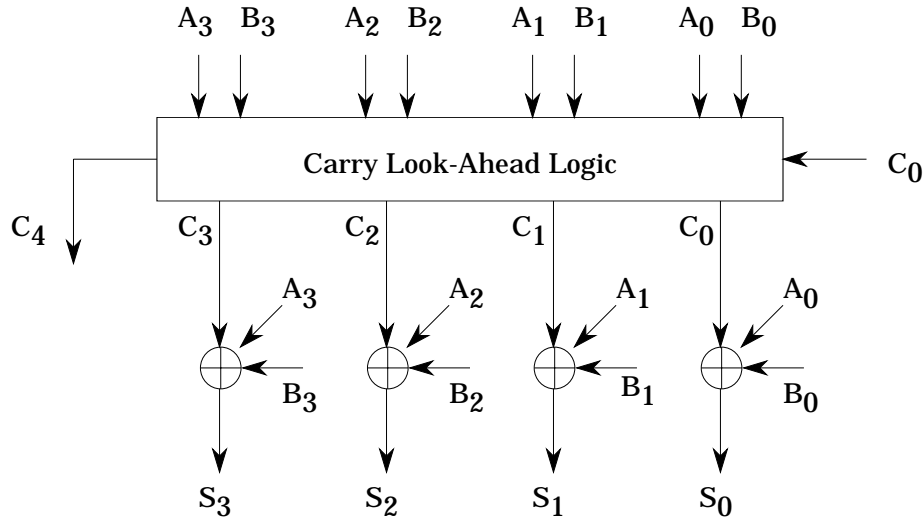 A3 B3 A2 B2 A1 B1 A0 B0
Carry Look-Ahead Logic
C0
C4 C3 C2 C1 C0
A3 A2 A1 A0
B3 B2 B1 B0
S3 S2 S1 S0